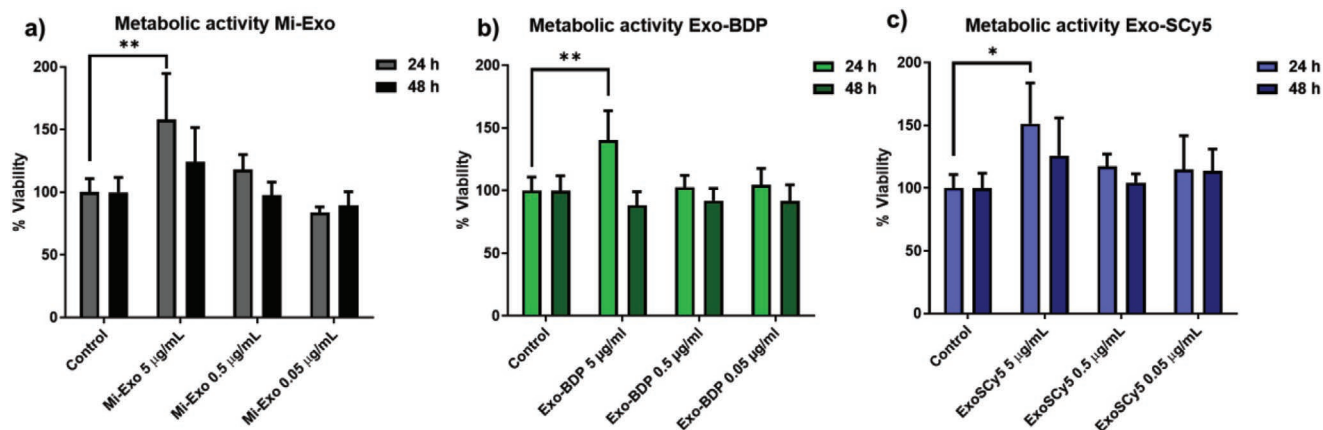 a)
Metabolic activity Mi-Exo
**
200
150
100
50
0
% Viability
24 h
48 h
Control
Mi-Exo 5 µg/mL
Mi-Exo 0.5 µg/mL
Mi-Exo 0.05 µg/mL
b)
Metabolic activity Exo-BDP
**
200
150
100
50
0
% Viability
24 h
48 h
Control
Exo-BDP 5 µg/ml
Exo-BDP 0.5 µg/ml
Exo-BDP 0.05 µg/ml
c)
Metabolic activity Exo-SCy5
*
200
150
100
50
0
% Viability
24 h
48 h
Control
ExoSCy5 5 µg/mL
ExoSCy5 0.5 µg/mL
ExoSCy5 0.05 µg/mL